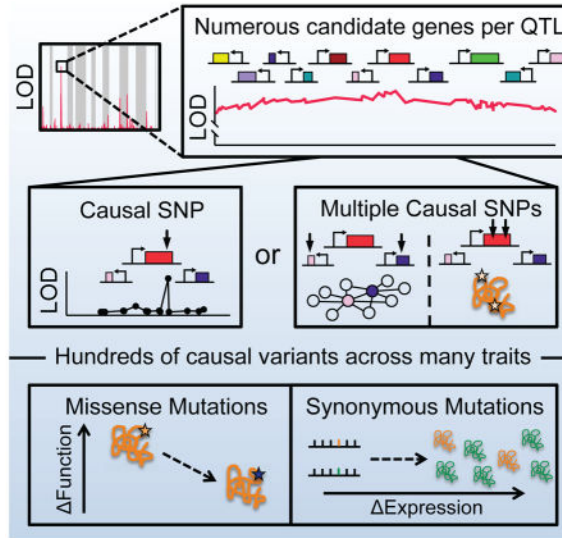 Numerous candidate genes per QTL
LOD
LOD
Causal SNP
LOD
or
Multiple Causal SNPs
Hundreds of causal variants across many traits
Missense Mutations
ΔFunction
Synonymous Mutations
ΔExpression